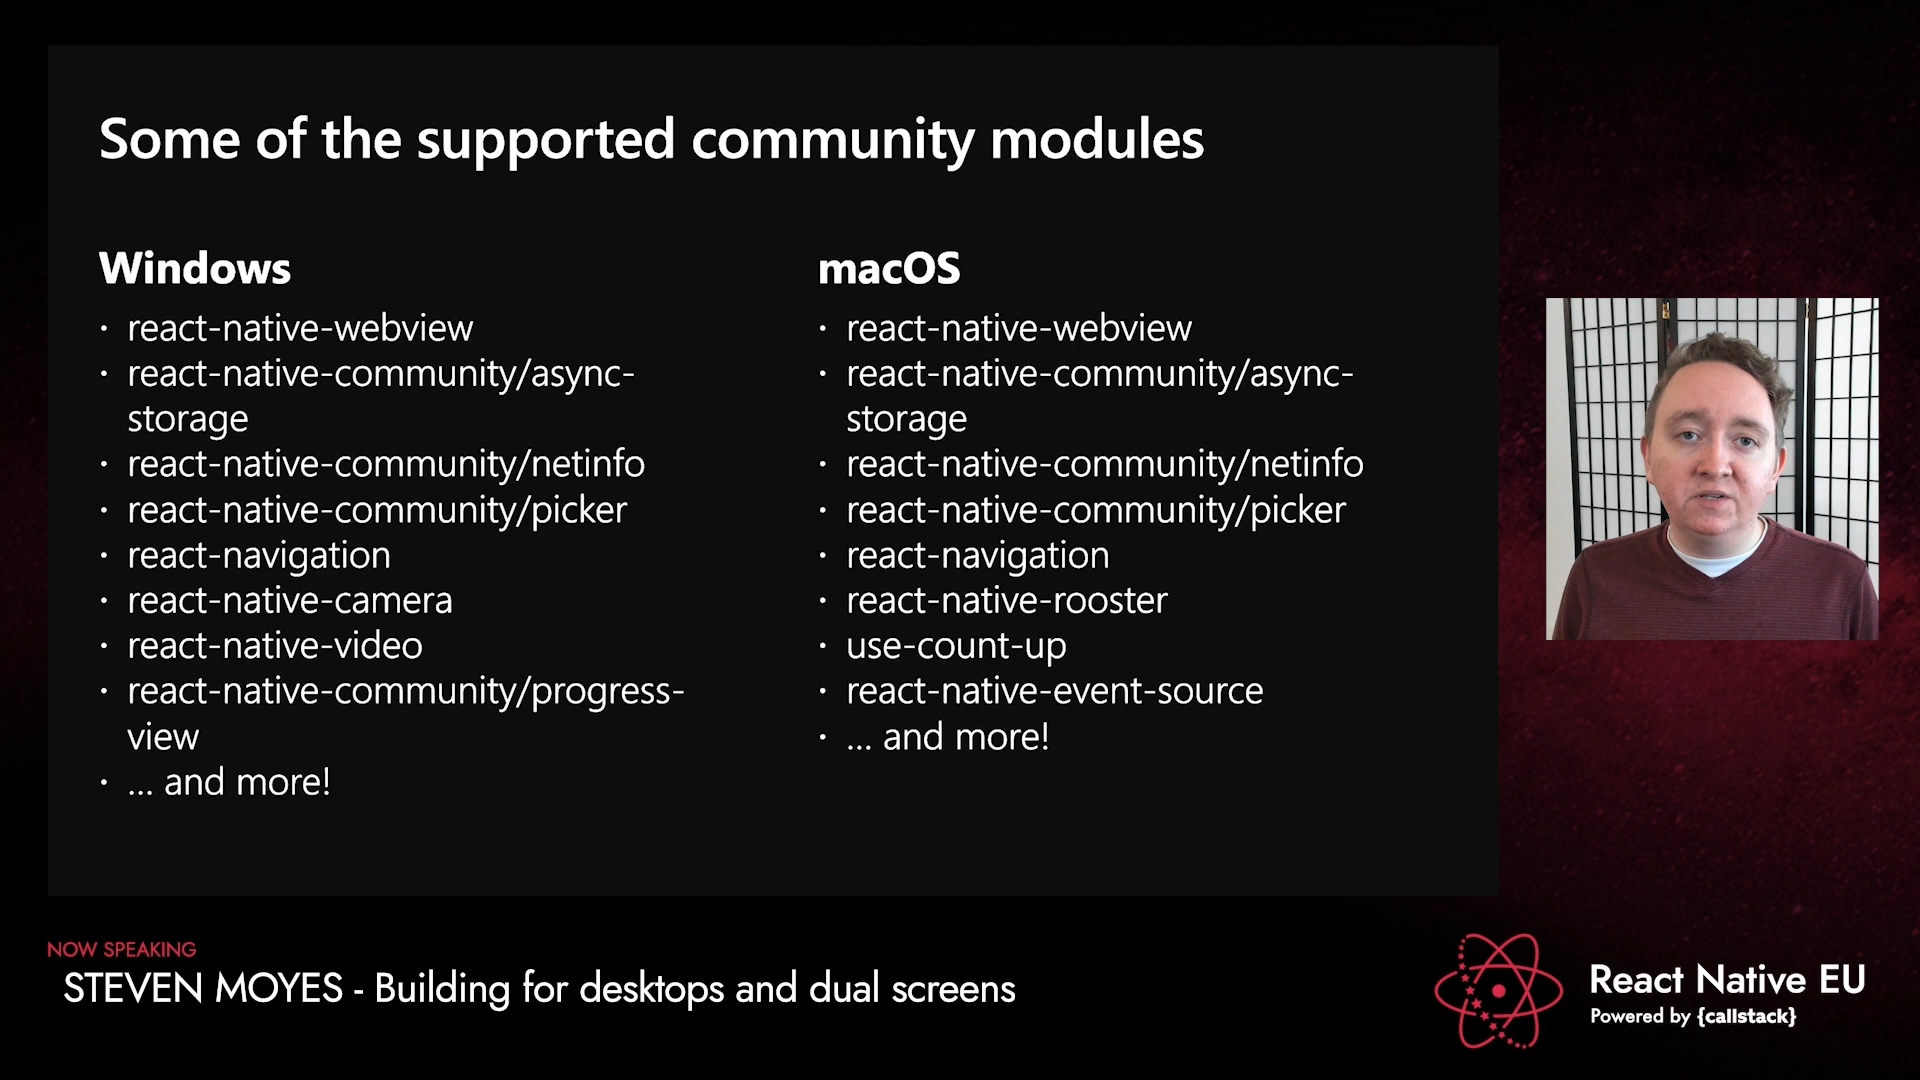 Some of the supported community modules
Windows
· react-native-webview
· react-native-community/async-
storage
· react-native-community/netinfo
· react-native-community/picker
· react-navigation
· react-native-camera
· react-native-video
· react-native-community/progress-
view
· ... and more!
macOS
· react-native-webview
· react-native-community/async-
storage
· react-native-community/netinfo
· react-native-community/picker
· react-navigation
· react-native-rooster
· use-count-up
· react-native-event-source
· ... and more!
NOW SPEAKING
STEVEN MOYES - Building for desktops and dual screens
React Native EU
Powered by {callstack}